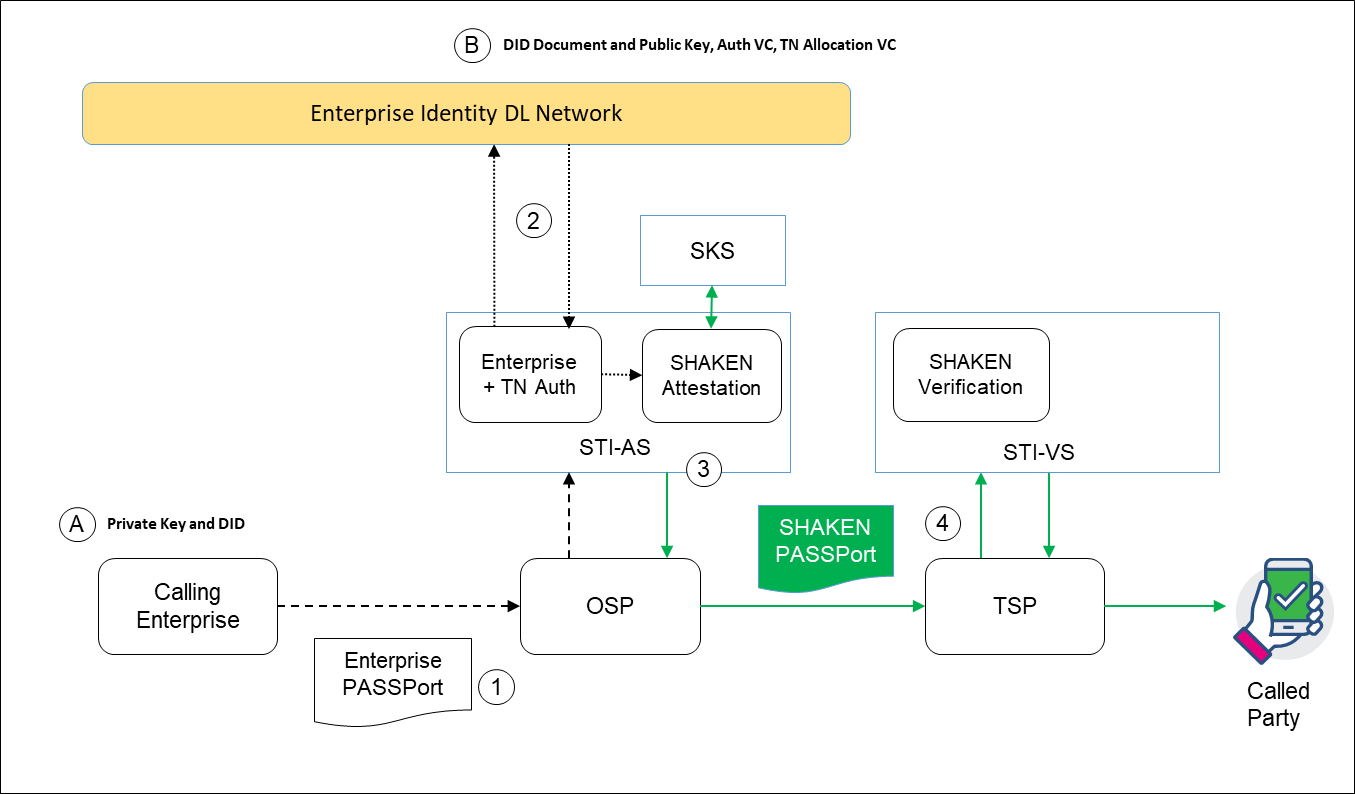 B
DID Document and Public Key, Auth VC, TN Allocation VC
Enterprise Identity DL Network
2
SKS
Enterprise
+ TN Auth
SHAKEN
Attestation
STI-AS
SHAKEN
Verification
STI-VS
3
A
Private Key and DID
SHAKEN
PASSPort
4
Calling
Enterprise
OSP
TSP
Enterprise
PASSPort
1
Called
Party